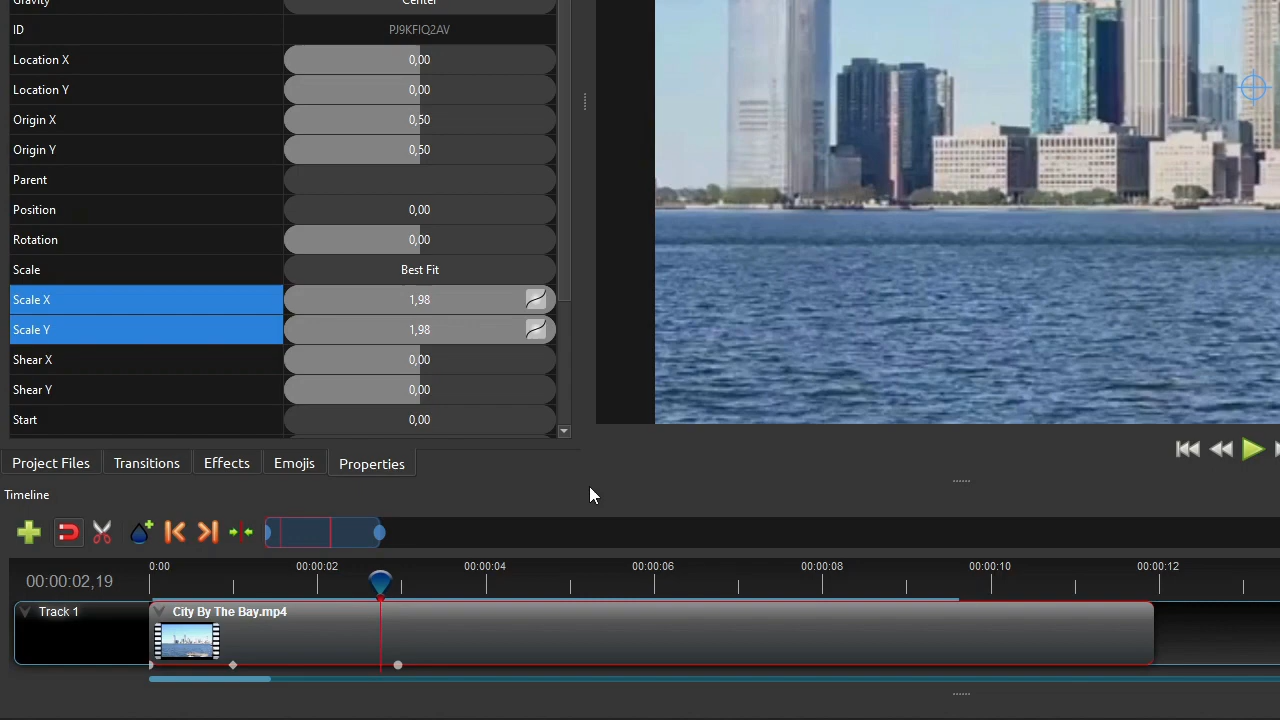 Gravity Center
ID PJ9KFIQ2AV
Location X 0,00
Location Y 0,00
Origin X 0,50
Origin Y 0,50
Parent
Position 0,00
Rotation 0,00
Scale Best Fit
Scale X 1,98
Scale Y 1,98
Shear X 0,00
Shear Y 0,00
Start 0,00
Project Files Transitions Effects Emojis Properties
Timeline
00:00:02,19 0:00 00:00:02 00:00:04 00:00:06 00:00:08 00:00:10 00:00:12
Track 1 City By The Bay.mp4